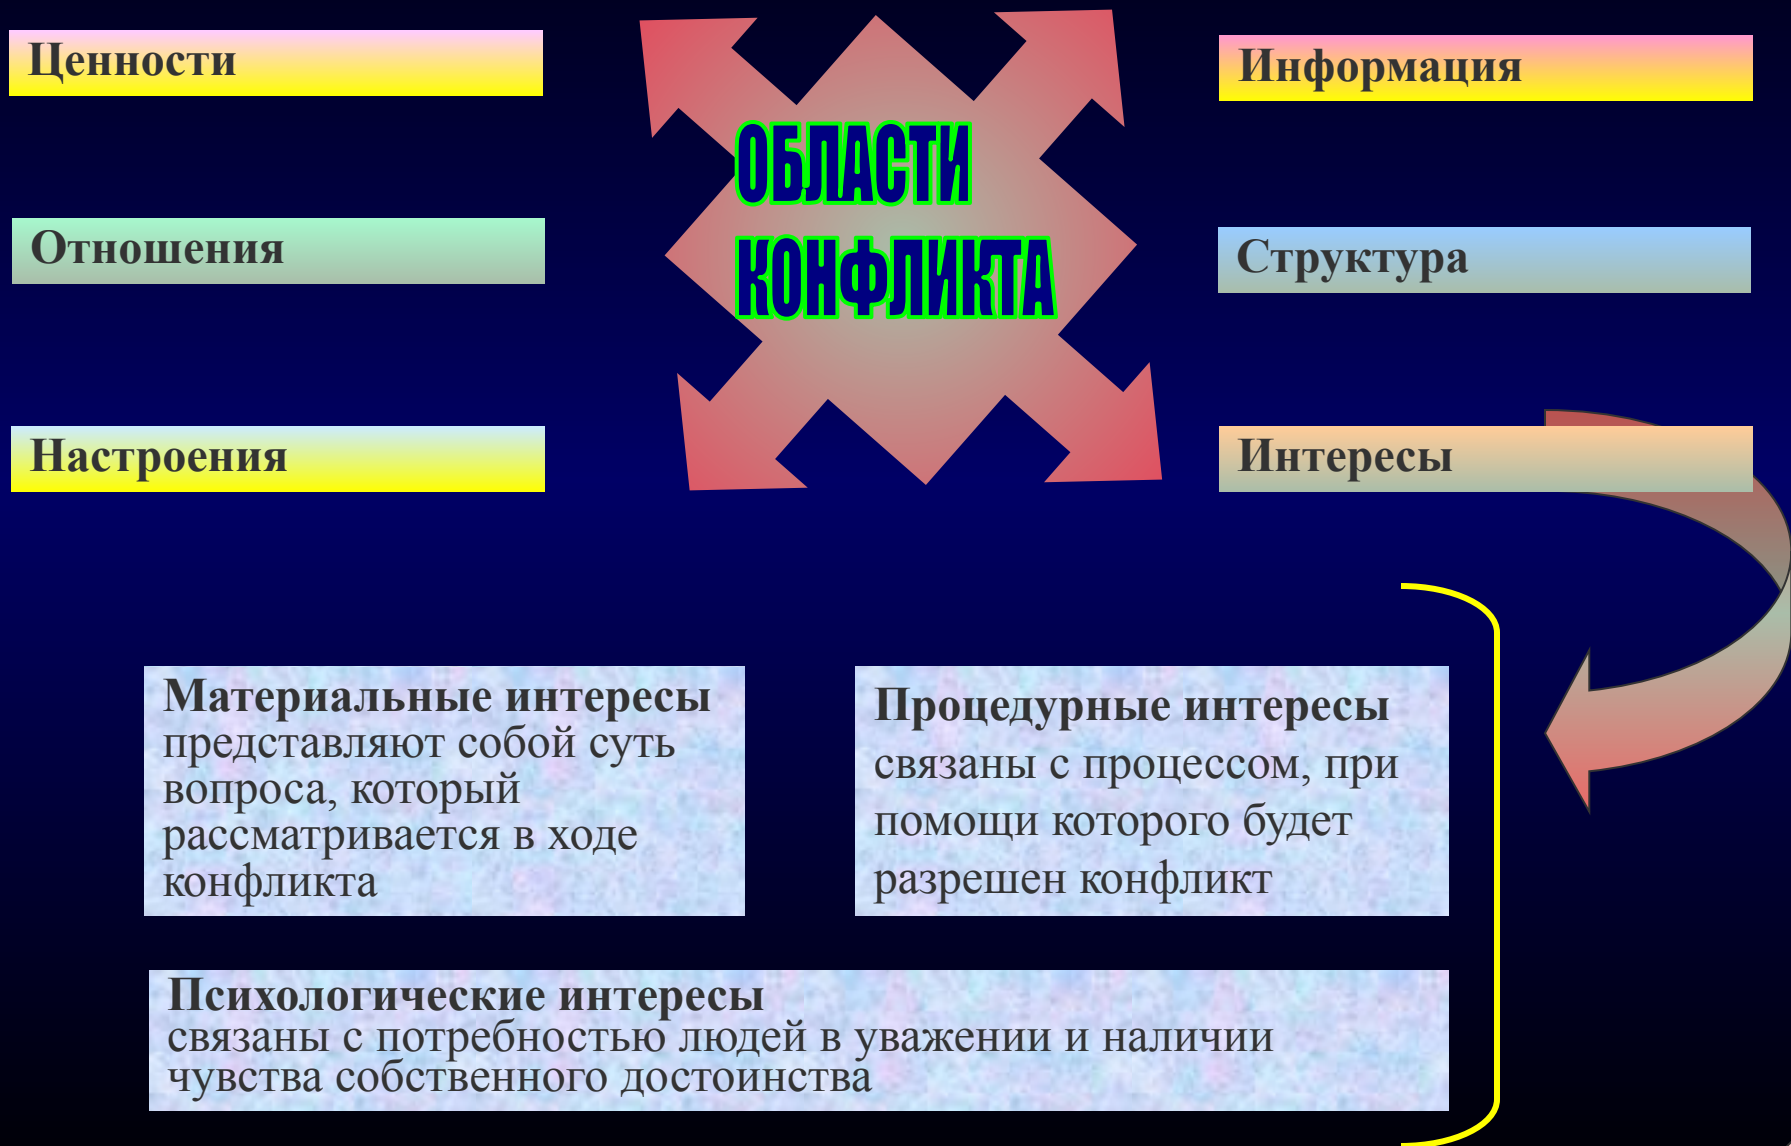 Ценности
Отношения
Настроения
ОБЛАСТИ
КОНФЛИКТА
Информация
Структура
Интересы
Материальные интересы
представляют собой суть
вопроса, который
рассматривается в ходе
конфликта
Процедурные интересы
связаны с процессом, при
помощи которого будет
разрешен конфликт
Психологические интересы
связаны с потребностью людей в уважении и наличии
чувства собственного достоинства